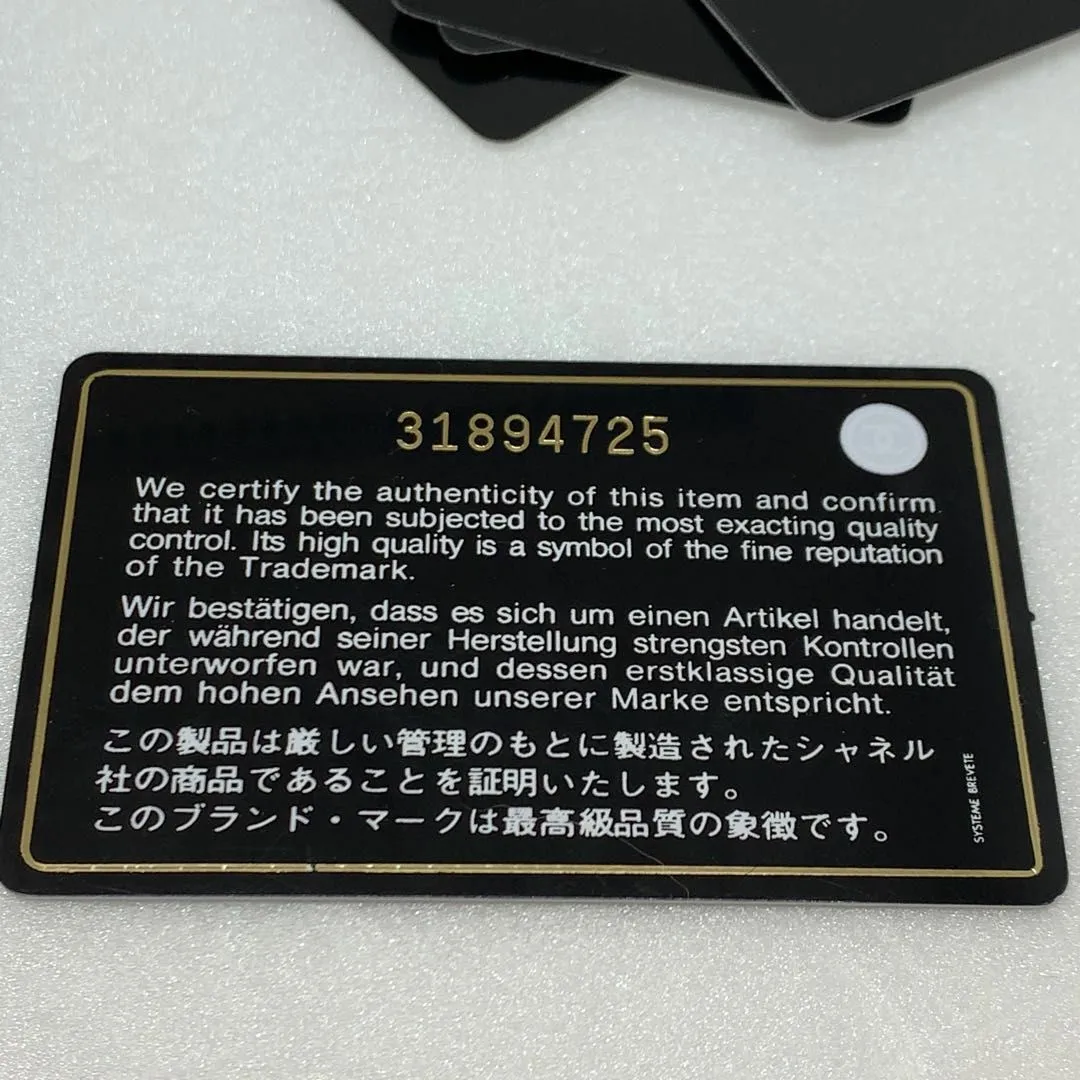 31894725
We certify the authenticity of this item and confirm
that it has been subjected to the most exacting quality
control. Its high quality is a symbol of the fine reputation
of the Trademark.
Wir bestätigen, dass es sich um einen Artikel handelt,
der während seiner Herstellung strengsten Kontrollen
unterworfen war, und dessen erstklassige Qualität
dem hohen Ansehen unserer Marke entspricht.
この製品は厳しい管理のもとに製造されたシャネル
社の商品であることを証明いたします。
このブランド・マークは最高級品質の象徴です。
SYSTEME BREVETE